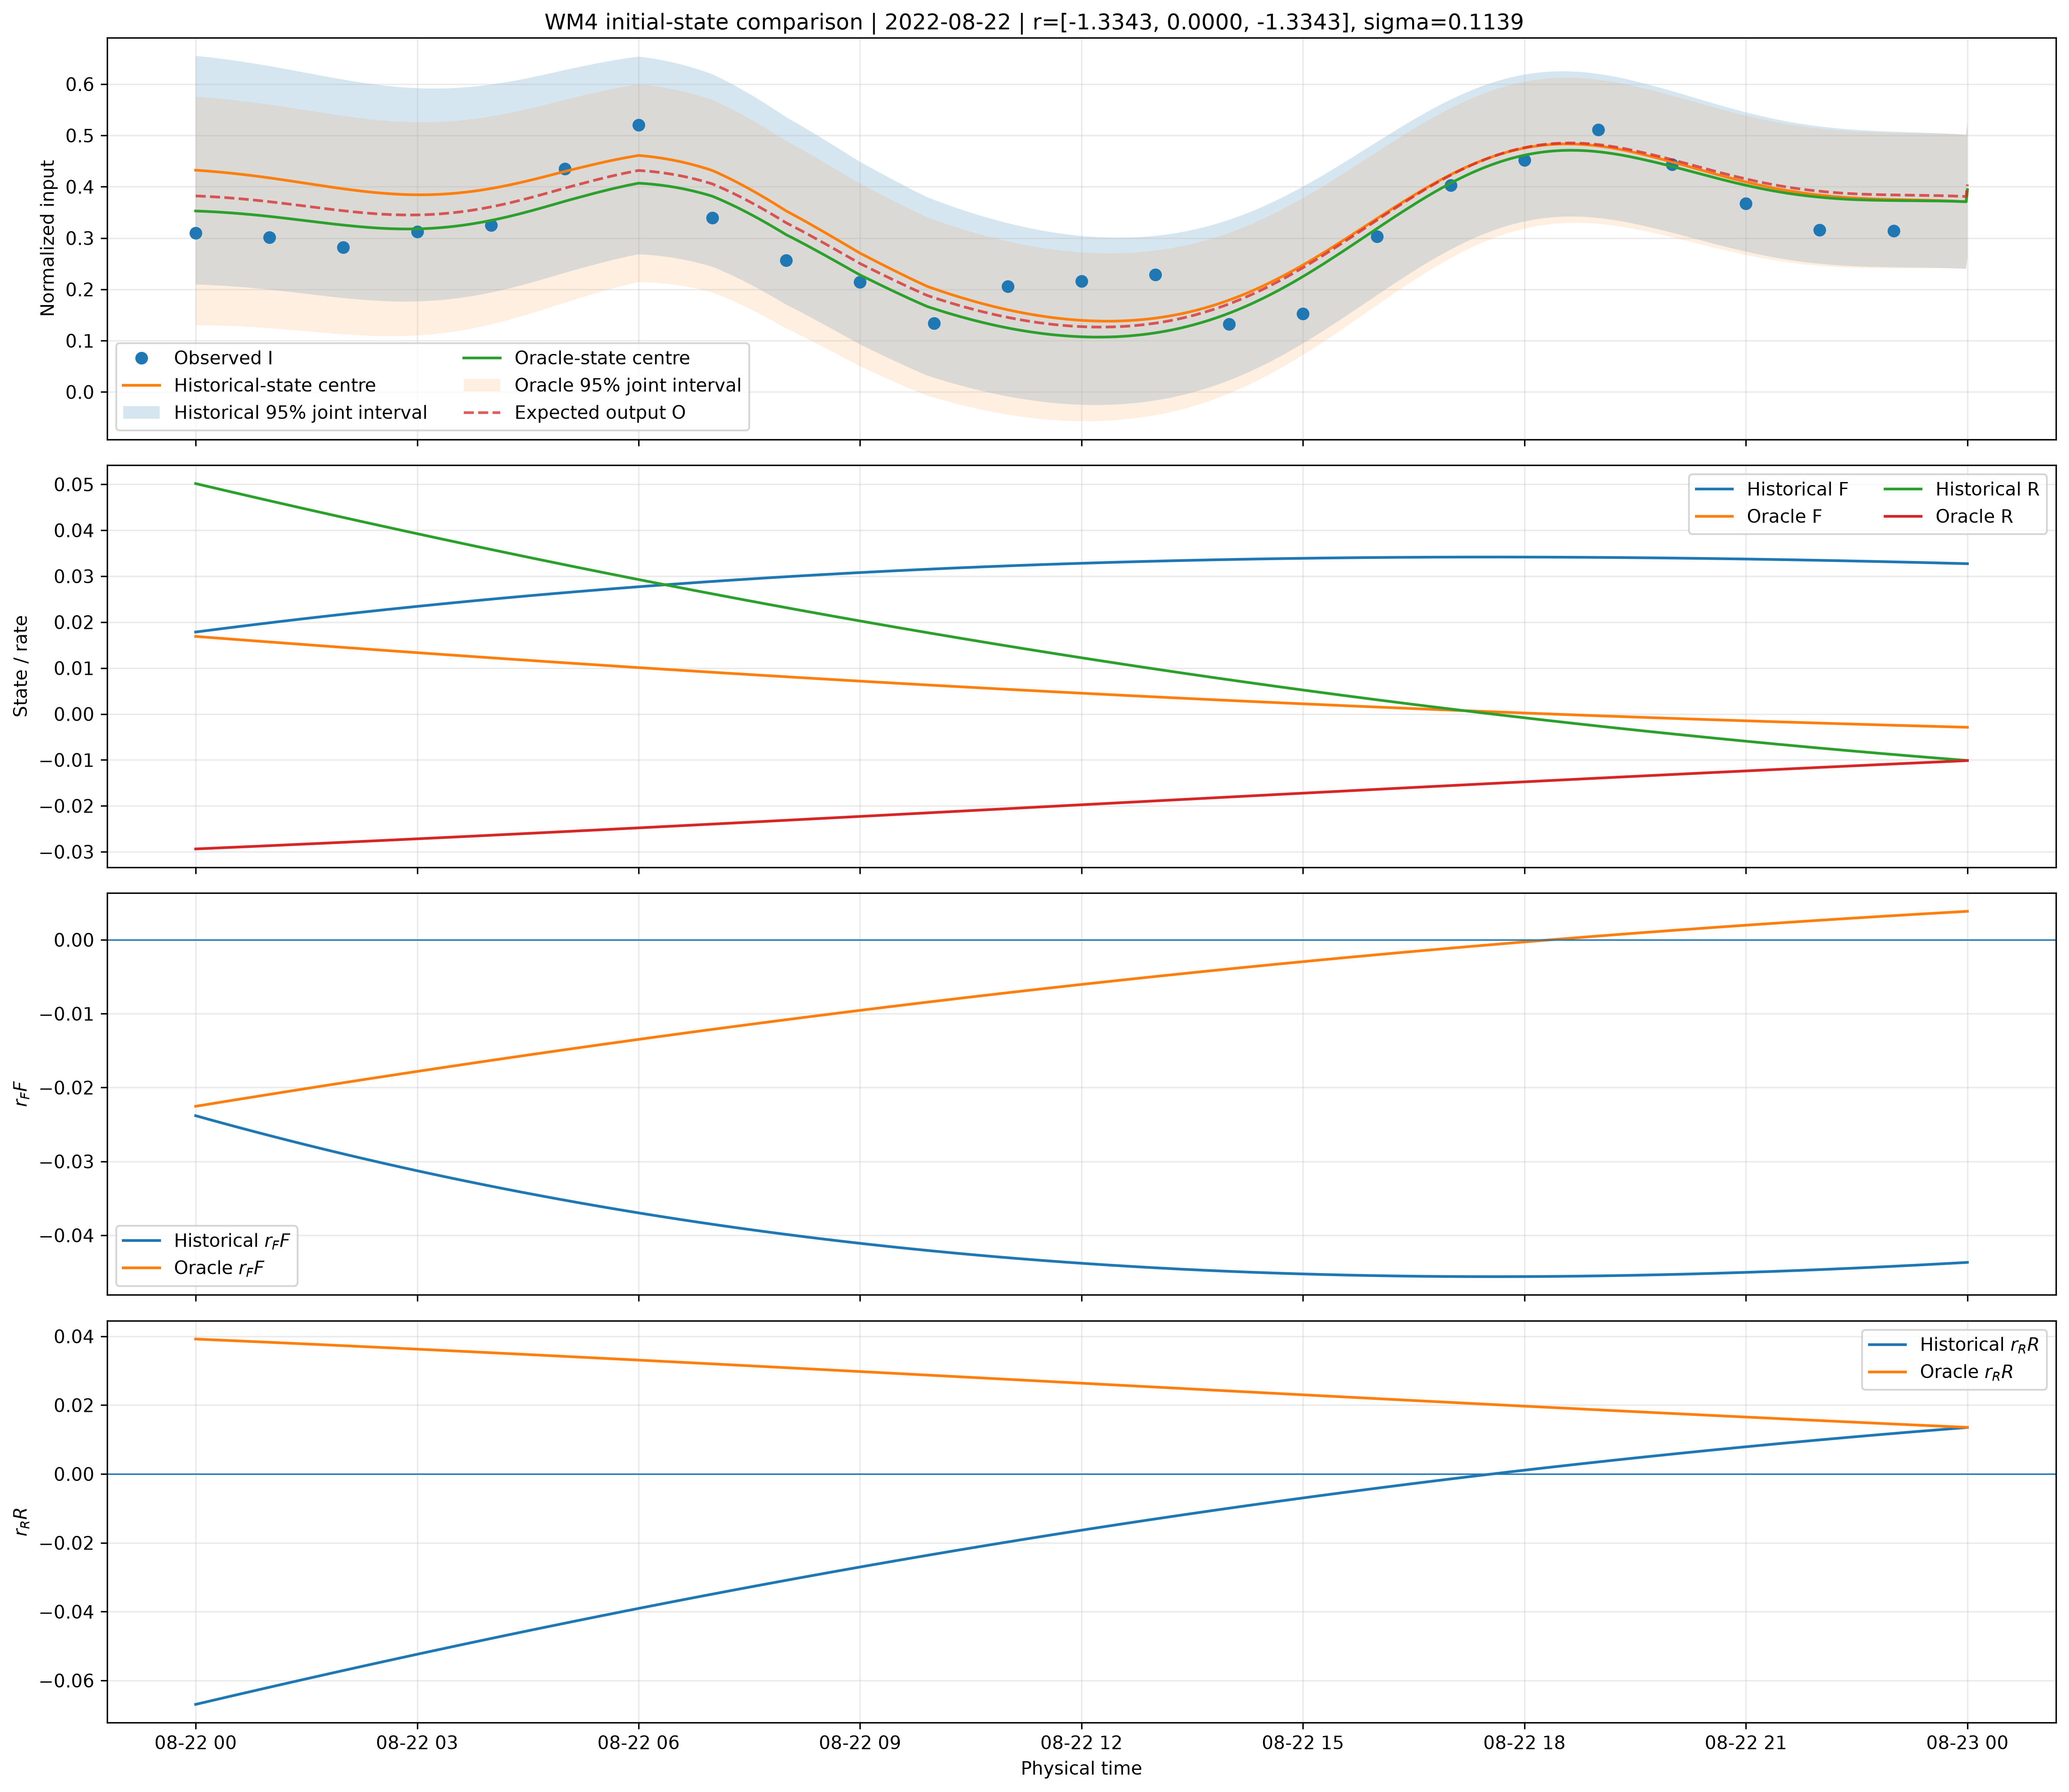 WM4 initial-state comparison | 2022-08-22 | r=[-1.3343, 0.0000, -1.3343], sigma=0.1139
Normalized input
0.6
0.5
0.4
0.3
0.2
0.1
0.0
Observed I
Historical-state centre
Historical 95% joint interval
Oracle-state centre
Oracle 95% joint interval
Expected output O
State / rate
0.05
0.04
0.03
0.02
0.01
0.00
−0.01
−0.02
−0.03
Historical F
Oracle F
Historical R
Oracle R
r_F F
0.00
−0.01
−0.02
−0.03
−0.04
Historical r_F F
Oracle r_F F
r_R R
0.04
0.02
0.00
−0.02
−0.04
−0.06
Historical r_R R
Oracle r_R R
08-22 00
08-22 03
08-22 06
08-22 09
08-22 12
08-22 15
08-22 18
08-22 21
08-23 00
Physical time